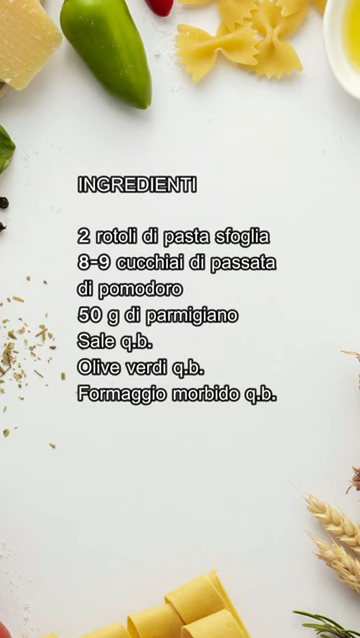 INGREDIENTI
2 rotoli di pasta sfoglia
8-9 cucchiai di passata
di pomodoro
50 g di parmigiano
Sale q.b.
Olive verdi q.b.
Formaggio morbido q.b.